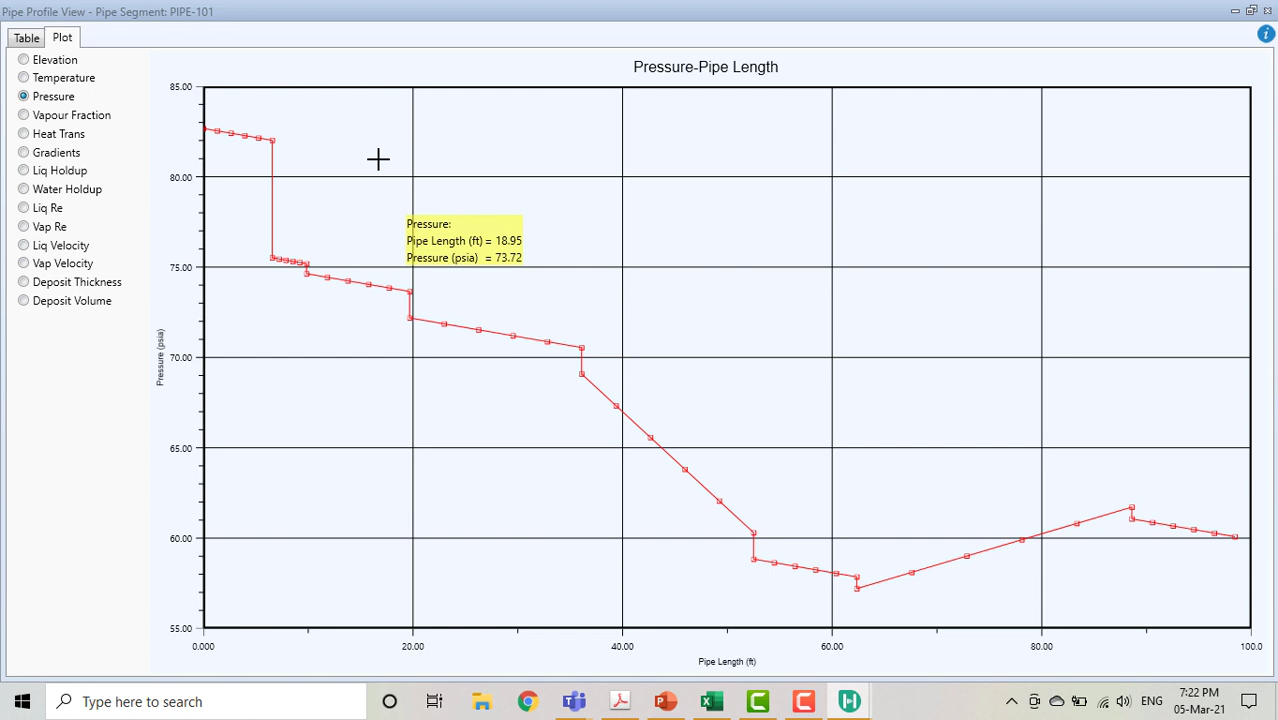 Pipe Profile View - Pipe Segment: PIPE-101
Table Plot
Elevation
Temperature
Pressure
Vapour Fraction
Heat Trans
Gradients
Liq Holdup
Water Holdup
Liq Re
Vap Re
Liq Velocity
Vap Velocity
Deposit Thickness
Deposit Volume
Pressure-Pipe Length
85.00
80.00
75.00
70.00
65.00
60.00
55.00
Pressure (psia)
Pressure:
Pipe Length (ft) = 18.95
Pressure (psia) = 73.72
0.000 20.00 40.00 60.00 80.00 100.0
Pipe Length (ft)
Type here to search
ENG
7:22 PM
05-Mar-21